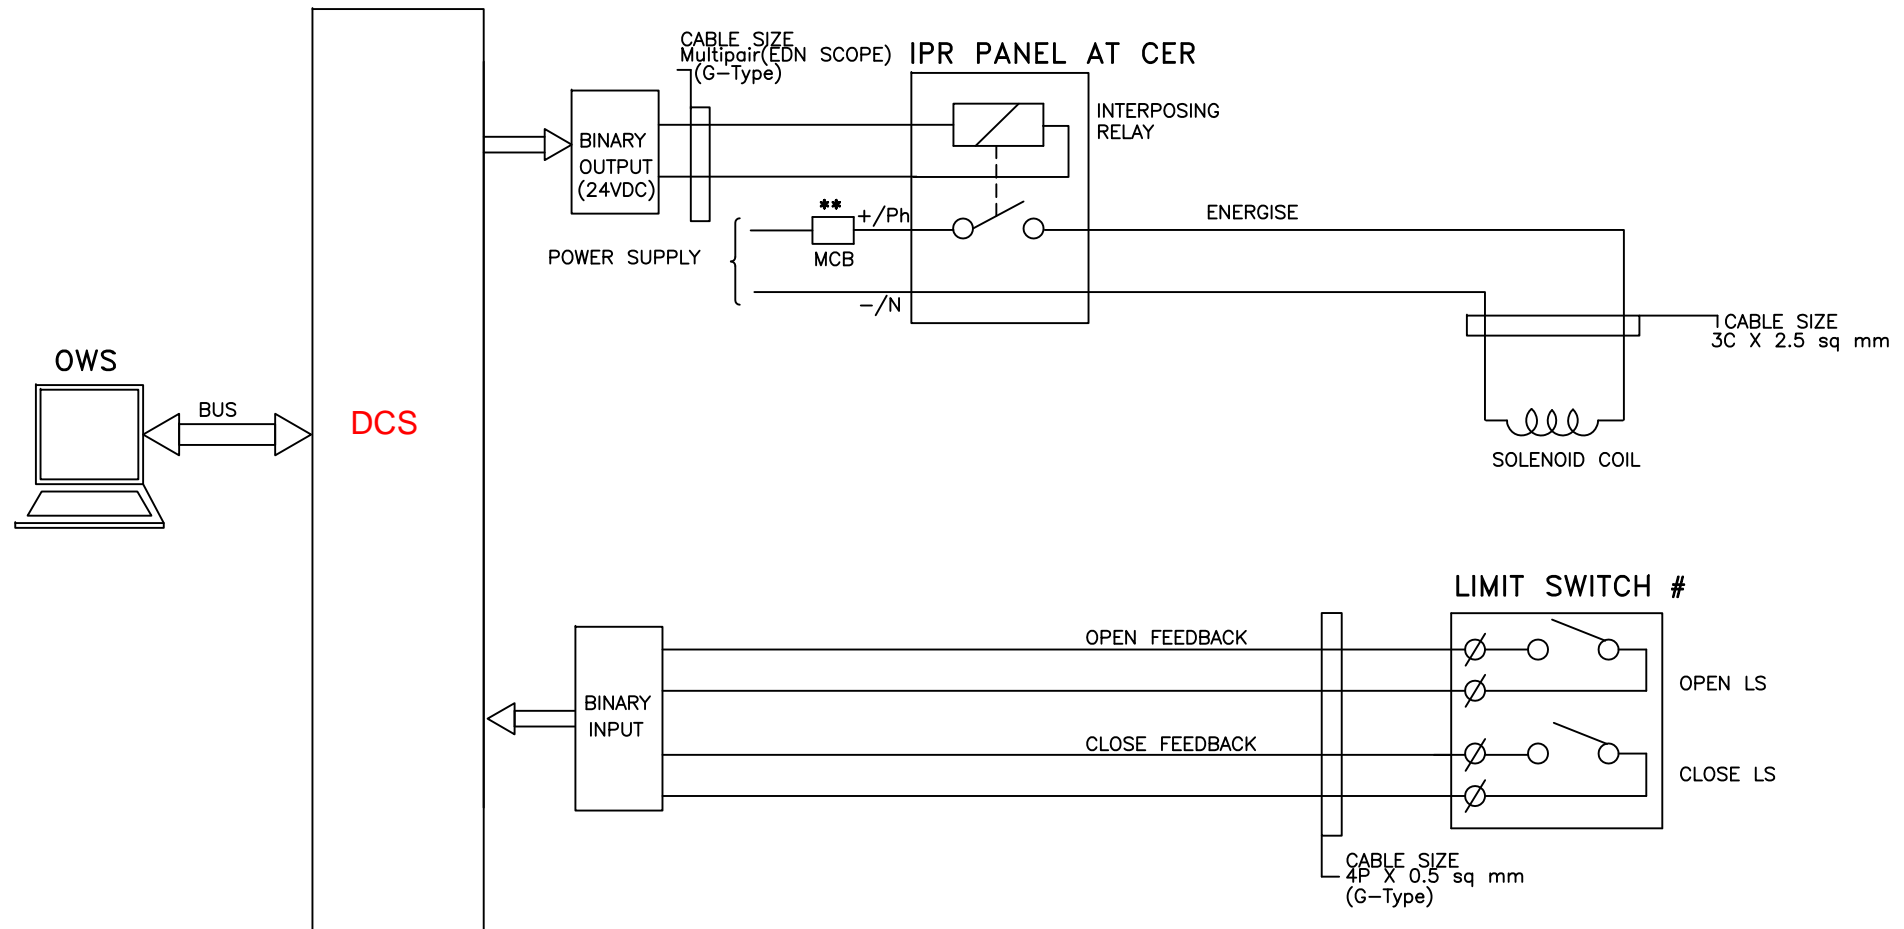 CABLE SIZE
Multipair(EDN SCOPE)
(G-Type)
IPR PANEL AT CER
INTERPOSING
RELAY
BINARY
OUTPUT
(24VDC)
**
+/Ph
MCB
POWER SUPPLY
-/N
ENERGISE
CABLE SIZE
3C X 2.5 sq mm
SOLENOID COIL
OWS
BUS
DCS
LIMIT SWITCH #
BINARY
INPUT
OPEN FEEDBACK
OPEN LS
CLOSE FEEDBACK
CLOSE LS
CABLE SIZE
4P X 0.5 sq mm
(G-Type)